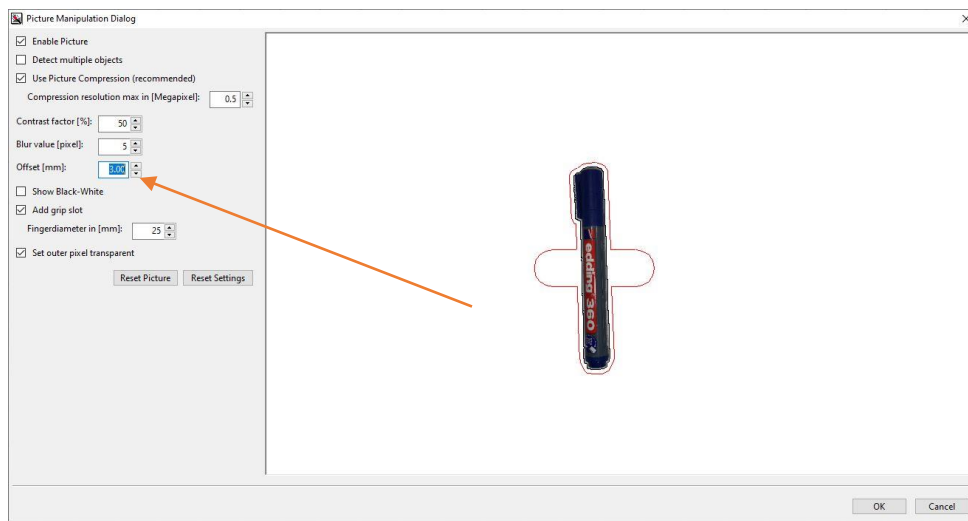 Picture Manipulation Dialog
Enable Picture
Detect multiple objects
Use Picture Compression (recommended)
Compression resolution max in [Megapixel]: 0.5
Contrast factor [%]: 50
Blur value [pixel]: 5
Offset [mm]: 3.00
Show Black-White
Add grip slot
Fingerdiameter in [mm]: 25
Set outer pixel transparent
Reset Picture Reset Settings
edding 360
OK Cancel